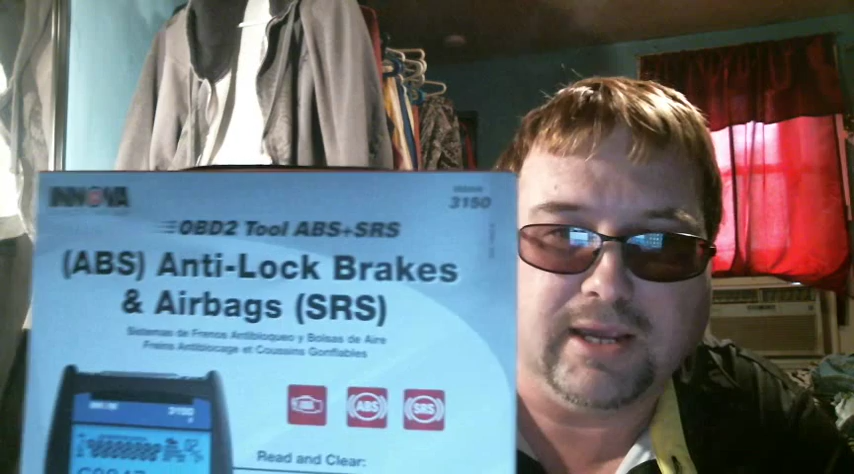 INNOVA
3150
OBD2 Tool ABS+SRS
(ABS) Anti-Lock Brakes
& Airbags (SRS)
Sistemas de Frenos Antibloqueo y Bolsas de Aire
Freins Antiblocage et Coussins Gonflables
ABS
SRS
3150
Read and Clear: